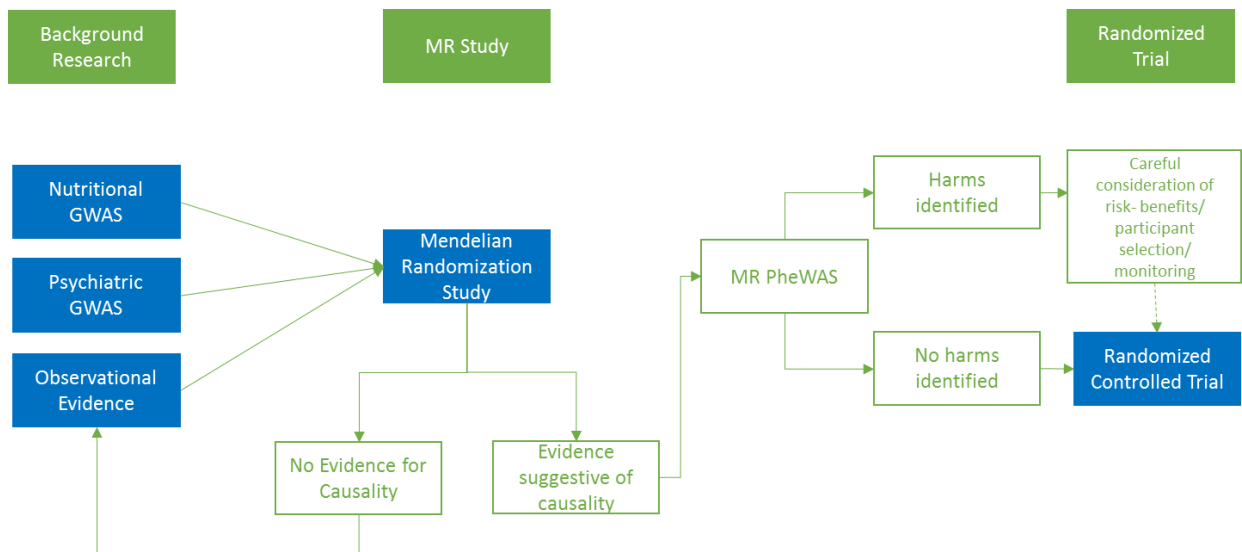 Background
Research
MR Study
Randomized
Trial
Nutritional
GWAS
Psychiatric
GWAS
Observational
Evidence
Mendelian
Randomization
Study
No Evidence for
Causality
Evidence
suggestive of
causality
MR PheWAS
Harms
identified
No harms
identified
Careful
consideration of
risk- benefits/
participant
selection/
monitoring
Randomized
Controlled Trial